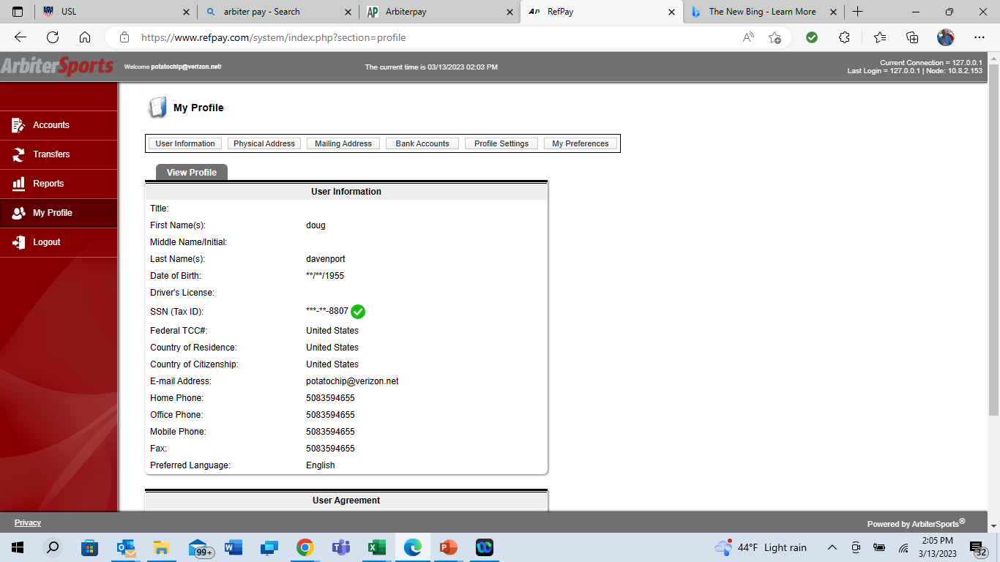 USL
arbiter pay - Search
AP Arbiterpay
AP RefPay
The New Bing - Learn More
https://www.refpay.com/system/index.php?section=profile
ArbiterSports
Welcome potatochip@verizon.net!
The current time is 03/13/2023 02:03 PM
Current Connection = 127.0.0.1
Last Login = 127.0.0.1 | Node: 10.8.2.153
Accounts
Transfers
Reports
My Profile
Logout
My Profile
User Information Physical Address Mailing Address Bank Accounts Profile Settings My Preferences
View Profile
User Information
Title:
First Name(s): doug
Middle Name/Initial:
Last Name(s): davenport
Date of Birth: **/**/1955
Driver's License:
SSN (Tax ID): ***-**-8807
Federal TCC#: United States
Country of Residence: United States
Country of Citizenship: United States
E-mail Address: potatochip@verizon.net
Home Phone: 5083594655
Office Phone: 5083594655
Mobile Phone: 5083594655
Fax: 5083594655
Preferred Language: English
User Agreement
Privacy
Powered by ArbiterSports®
99+
44°F Light rain
2:05 PM
3/13/2023
32